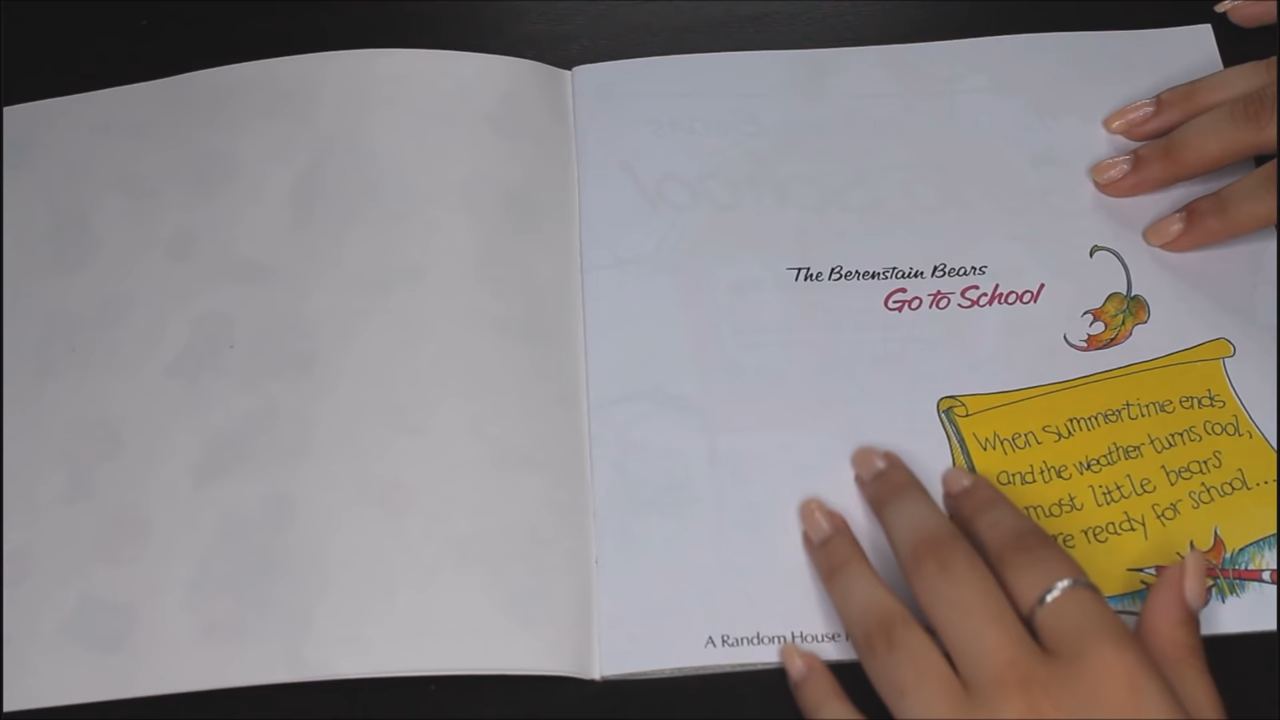 The Berenstain Bears
Go to School
When summertime ends
and the weather turns cool,
most little bears
re ready for school...
A Random House